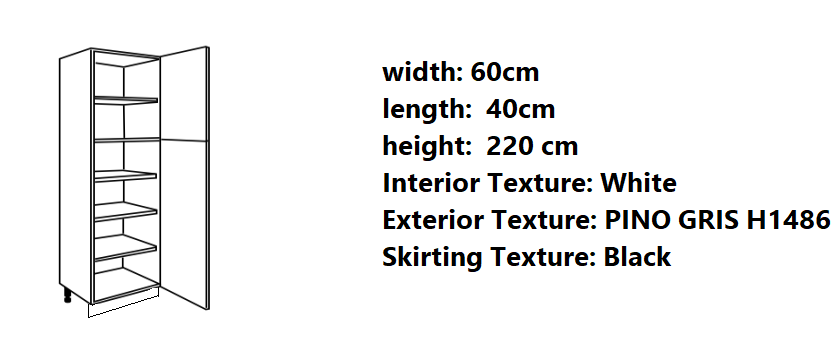 width: 60cm
length: 40cm
height: 220 cm
Interior Texture: White
Exterior Texture: PINO GRIS H1486
Skirting Texture: Black